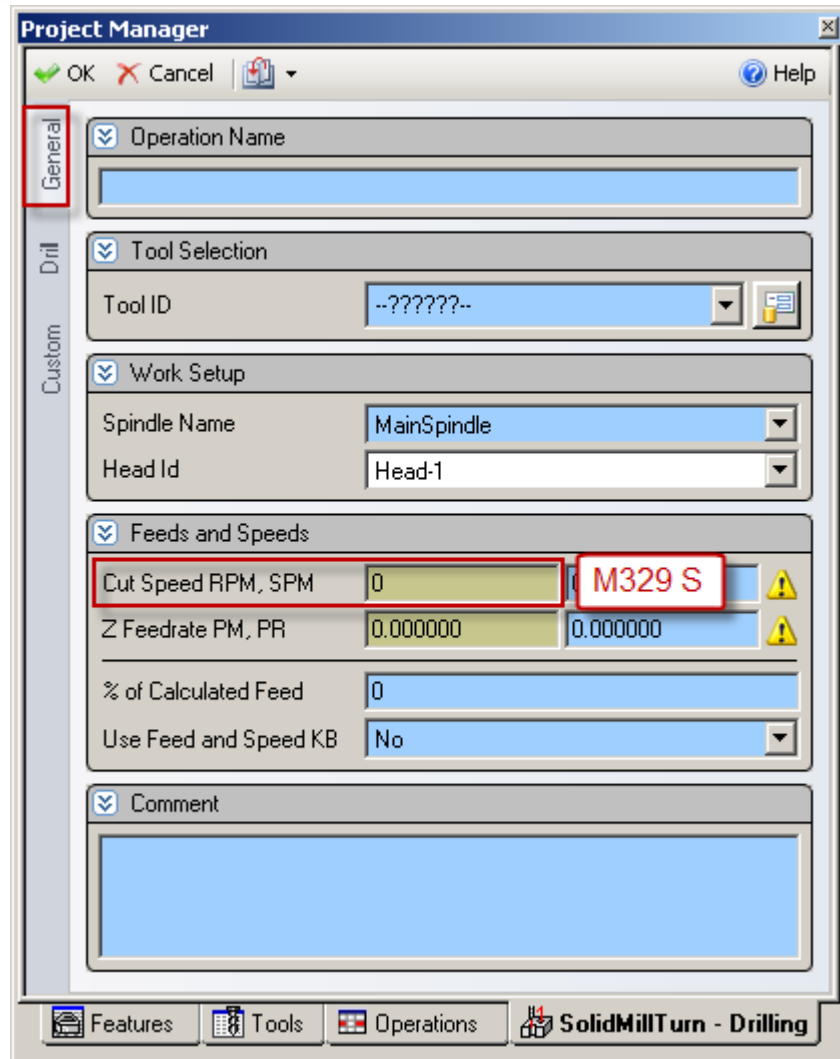 Project Manager
OK Cancel Help
General
Dril
Custom
Operation Name
Tool Selection
Tool ID --??????--
Work Setup
Spindle Name MainSpindle
Head Id Head-1
Feeds and Speeds
Cut Speed RPM, SPM 0 M329 S
Z Feedrate PM, PR 0.000000 0.000000
% of Calculated Feed 0
Use Feed and Speed KB No
Comment
Features Tools Operations SolidMillTurn - Drilling